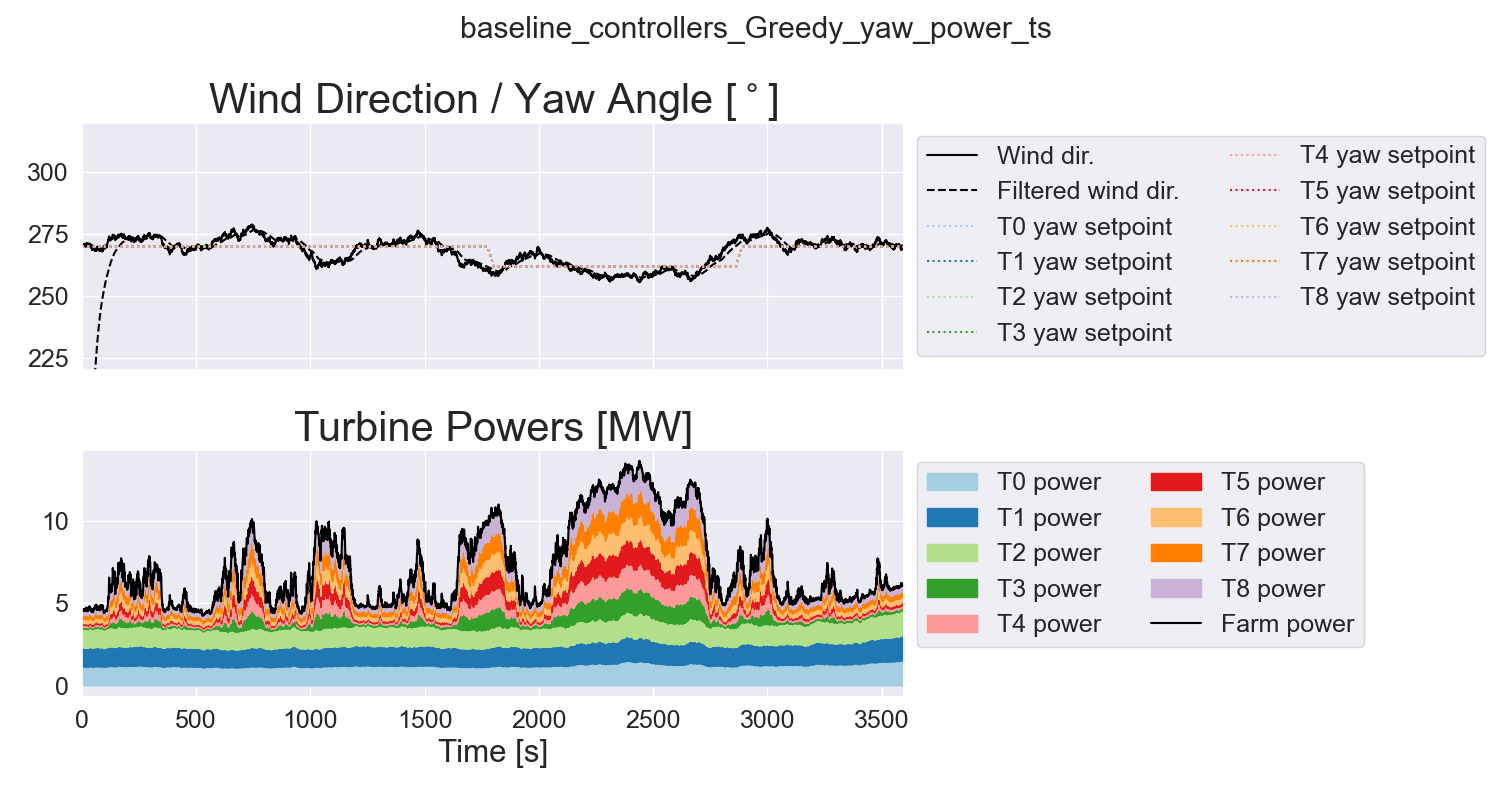 baseline_controllers_Greedy_yaw_power_ts
Wind Direction / Yaw Angle [°]
300
275
250
225
Wind dir.
Filtered wind dir.
T0 yaw setpoint
T1 yaw setpoint
T2 yaw setpoint
T3 yaw setpoint
T4 yaw setpoint
T5 yaw setpoint
T6 yaw setpoint
T7 yaw setpoint
T8 yaw setpoint
Turbine Powers [MW]
10
5
0
0 500 1000 1500 2000 2500 3000 3500
Time [s]
T0 power
T1 power
T2 power
T3 power
T4 power
T5 power
T6 power
T7 power
T8 power
Farm power